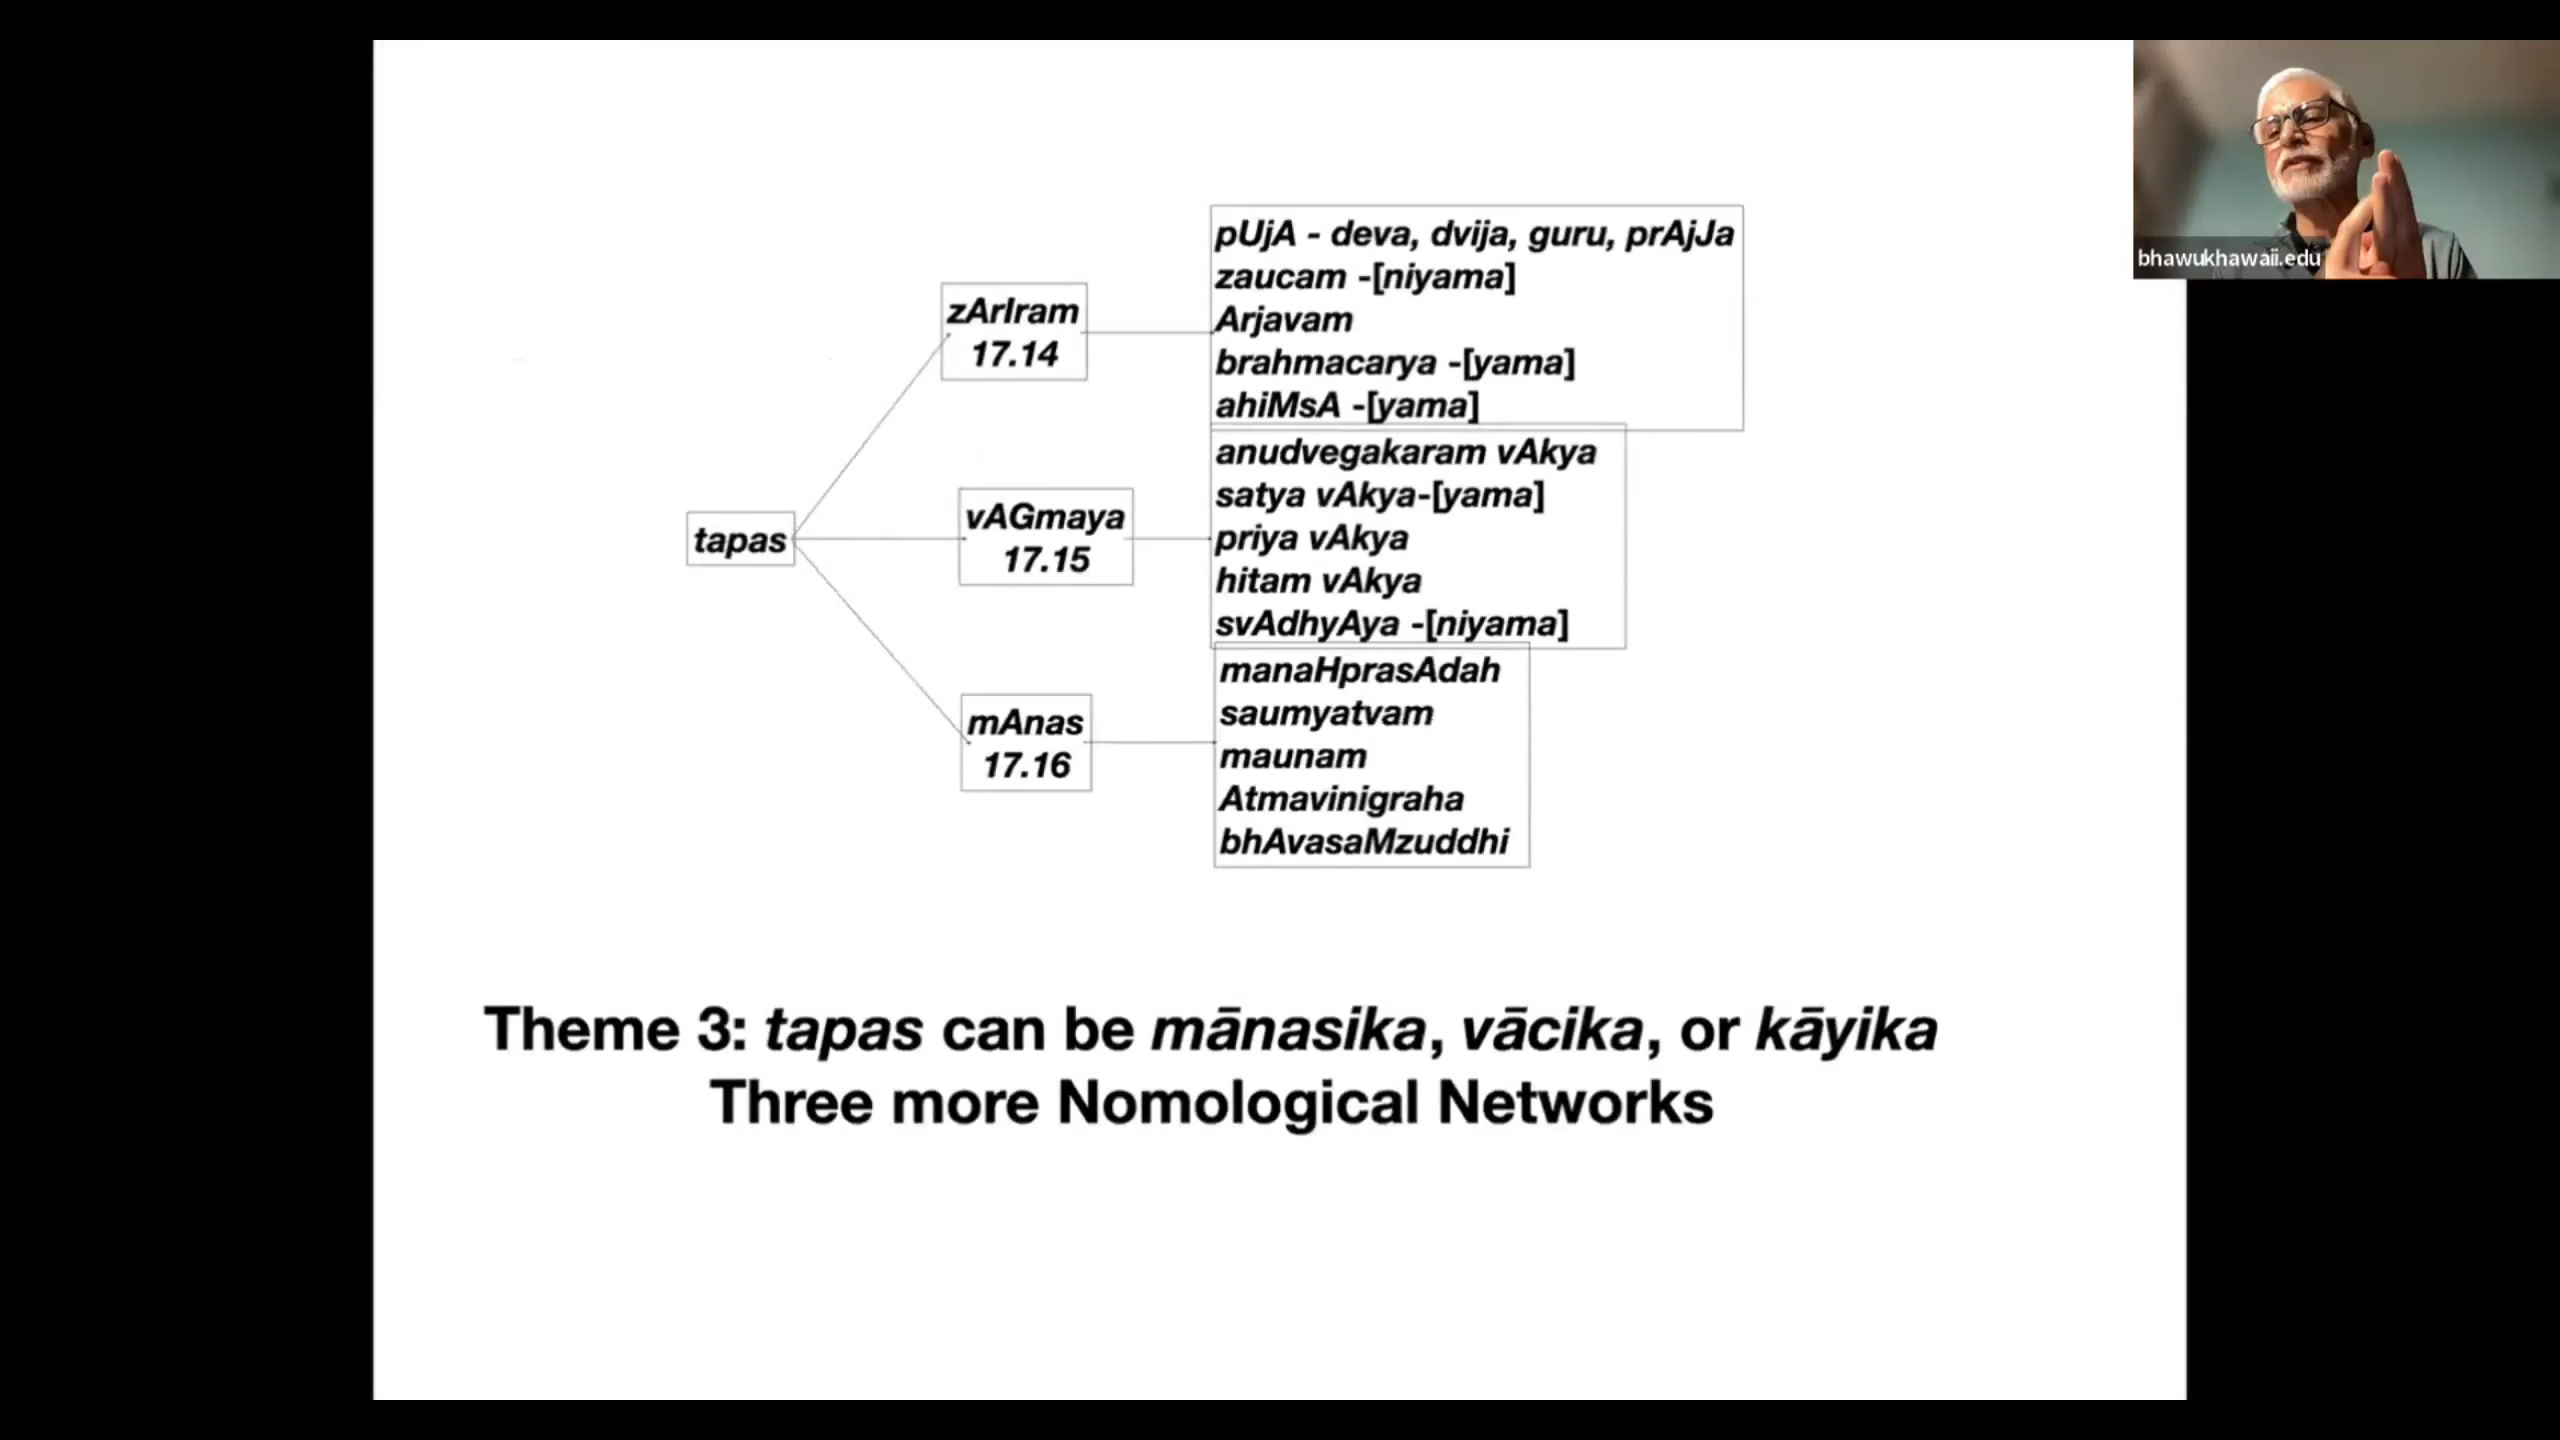 bhawukhawaii.edu
pUjA - deva, dvija, guru, prAjJa
zaucam -[niyama]
Arjavam
brahmacarya -[yama]
ahiMsA -[yama]
zArIram
17.14
anudvegakaram vAkya
satya vAkya-[yama]
priya vAkya
hitam vAkya
svAdhyAya -[niyama]
vAGmaya
17.15
tapas
manaHprasAdah
saumyatvam
maunam
Atmavinigraha
bhAvasaMzuddhi
mAnas
17.16
Theme 3: tapas can be mānasika, vācika, or kāyika
Three more Nomological Networks